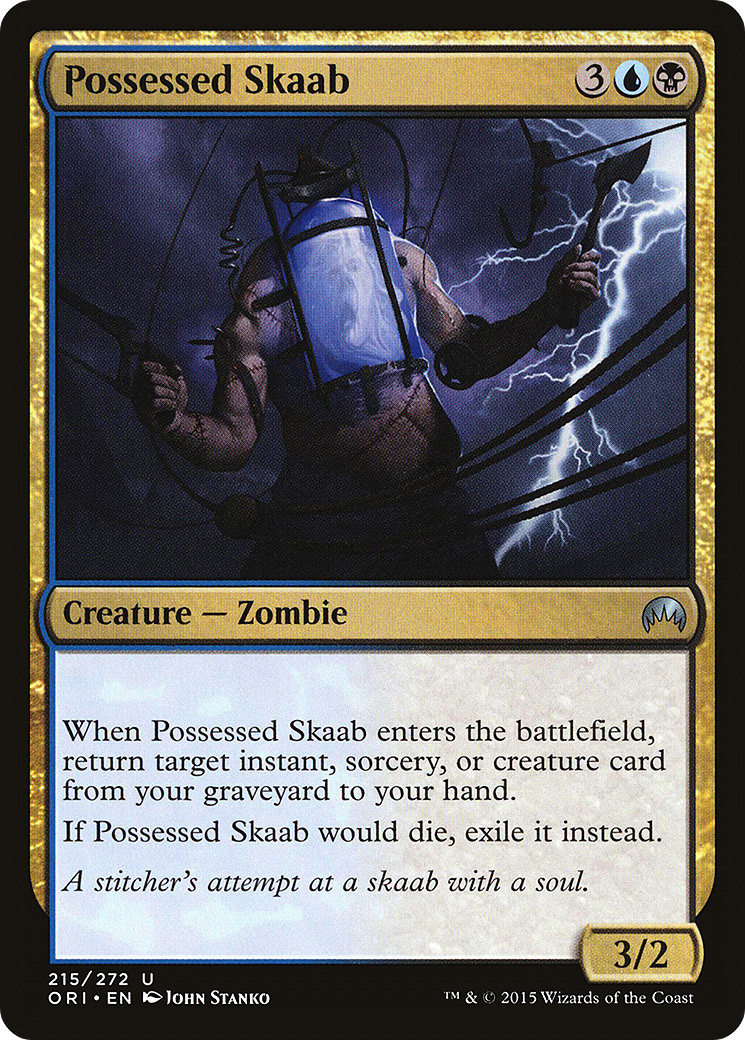 Possessed Skaab 3
Creature — Zombie
When Possessed Skaab enters the battlefield,
return target instant, sorcery, or creature card
from your graveyard to your hand.
If Possessed Skaab would die, exile it instead.
A stitcher's attempt at a skaab with a soul.
3/2
215/272 U
ORI • EN John Stanko ™ & © 2015 Wizards of the Coast